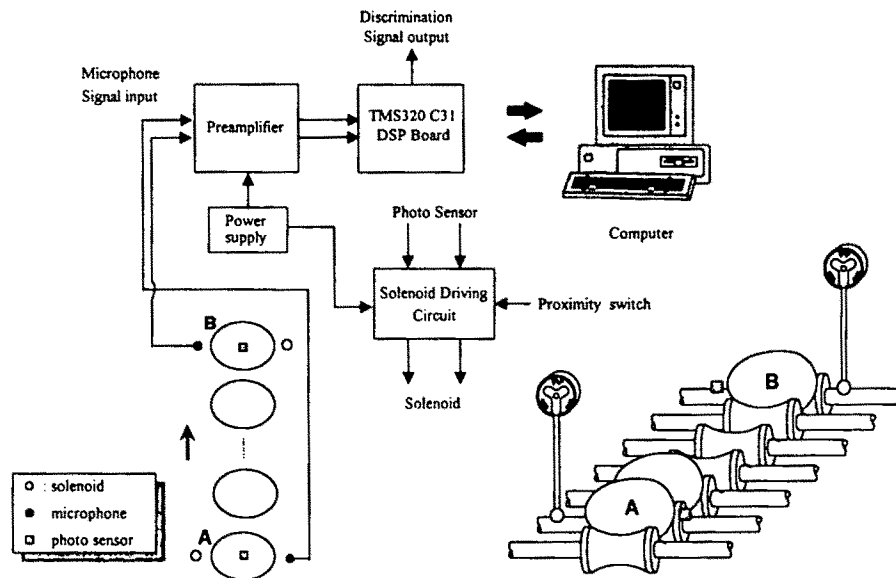 Discrimination
Signal output
Microphone
Signal input
Preamplifier
TMS320 C31
DSP Board
Power
supply
Photo Sensor
Computer
Solenoid Driving
Circuit
Proximity switch
Solenoid
B
B
A
A
: solenoid
microphone
photo sensor